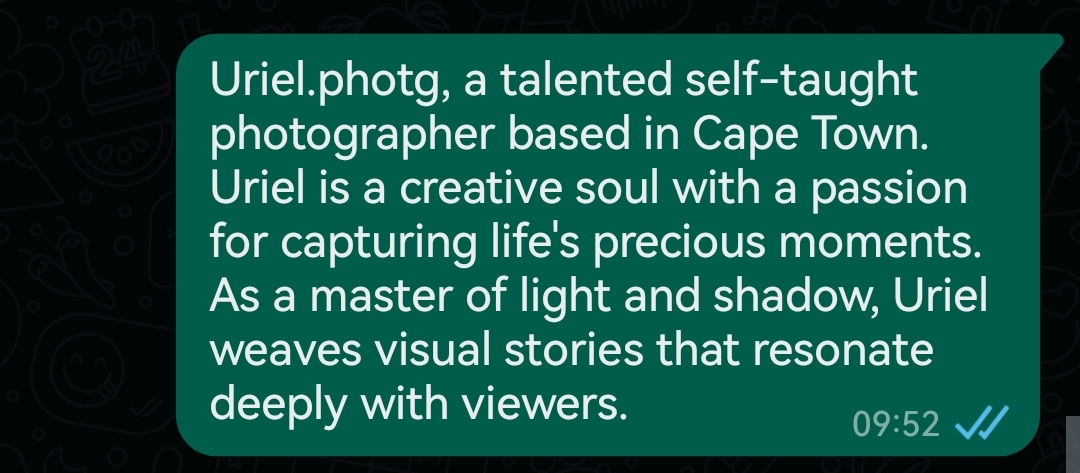 Uriel.photg, a talented self-taught
photographer based in Cape Town.
Uriel is a creative soul with a passion
for capturing life's precious moments.
As a master of light and shadow, Uriel
weaves visual stories that resonate
deeply with viewers.
09:52